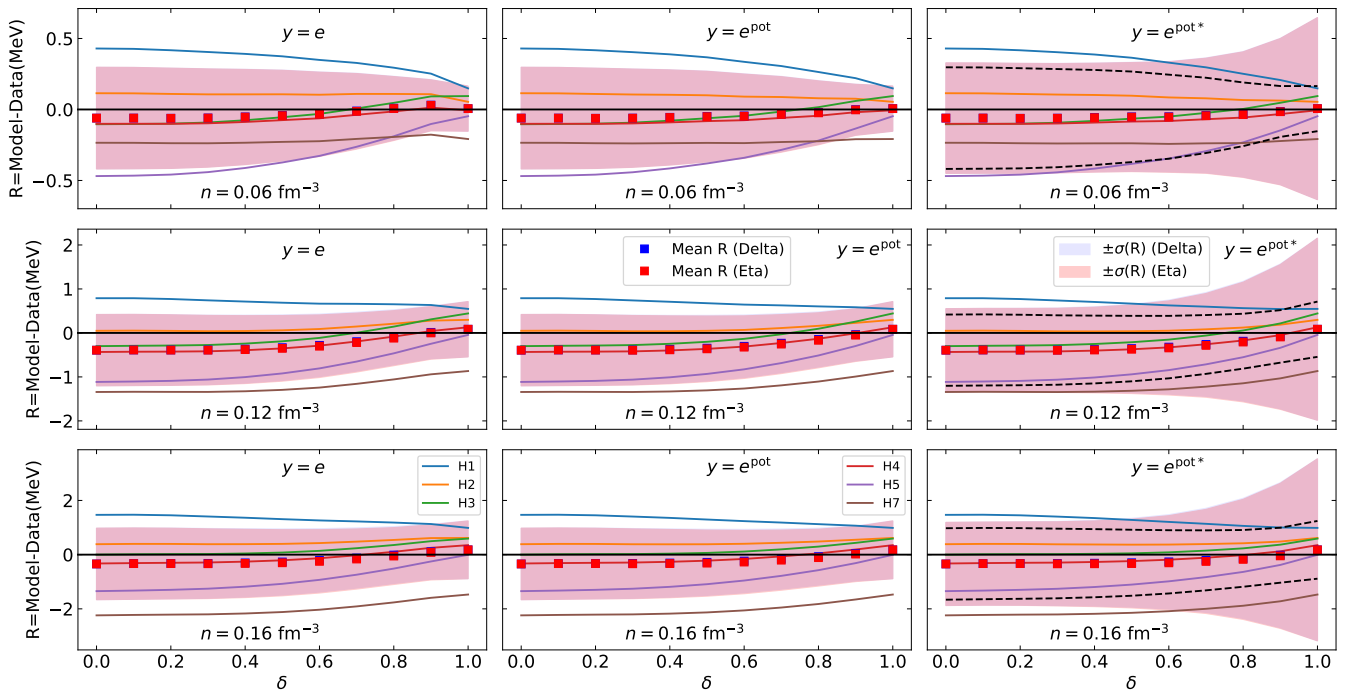 R=Model-Data(MeV)
0.5
0.0
−0.5
y = e
n = 0.06 fm⁻³
y = e^pot
n = 0.06 fm⁻³
y = e^pot*
n = 0.06 fm⁻³
R=Model-Data(MeV)
2
1
0
−1
−2
y = e
n = 0.12 fm⁻³
Mean R (Delta)
Mean R (Eta)
y = e^pot
n = 0.12 fm⁻³
±σ(R) (Delta)
±σ(R) (Eta)
y = e^pot*
n = 0.12 fm⁻³
R=Model-Data(MeV)
2
0
−2
y = e
H1
H2
H3
n = 0.16 fm⁻³
y = e^pot
H4
H5
H7
n = 0.16 fm⁻³
y = e^pot*
n = 0.16 fm⁻³
0.0 0.2 0.4 0.6 0.8 1.0
δ
0.0 0.2 0.4 0.6 0.8 1.0
δ
0.0 0.2 0.4 0.6 0.8 1.0
δ